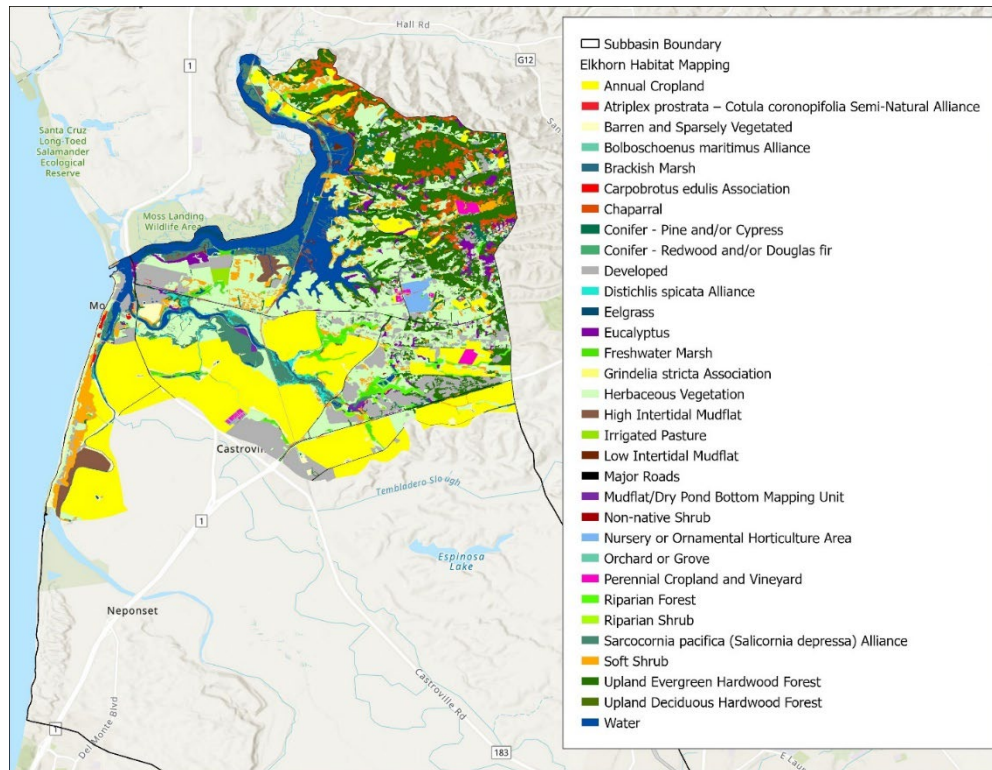 Hall Rd
1
G12
Santa Cruz
Long-Toed
Salamander
Ecological
Reserve
Moss Landing
Wildlife Area
Mo
Castroville
Tembladero Slough
1
Espinosa
Lake
Neponset
Castroville Rd
Del Monte Blvd
1
183
E Lau
Subbasin Boundary
Elkhorn Habitat Mapping
Annual Cropland
Atriplex prostrata – Cotula coronopifolia Semi-Natural Alliance
Barren and Sparsely Vegetated
Bolboschoenus maritimus Alliance
Brackish Marsh
Carpobrotus edulis Association
Chaparral
Conifer - Pine and/or Cypress
Conifer - Redwood and/or Douglas fir
Developed
Distichlis spicata Alliance
Eelgrass
Eucalyptus
Freshwater Marsh
Grindelia stricta Association
Herbaceous Vegetation
High Intertidal Mudflat
Irrigated Pasture
Low Intertidal Mudflat
Major Roads
Mudflat/Dry Pond Bottom Mapping Unit
Non-native Shrub
Nursery or Ornamental Horticulture Area
Orchard or Grove
Perennial Cropland and Vineyard
Riparian Forest
Riparian Shrub
Sarcocornia pacifica (Salicornia depressa) Alliance
Soft Shrub
Upland Evergreen Hardwood Forest
Upland Deciduous Hardwood Forest
Water